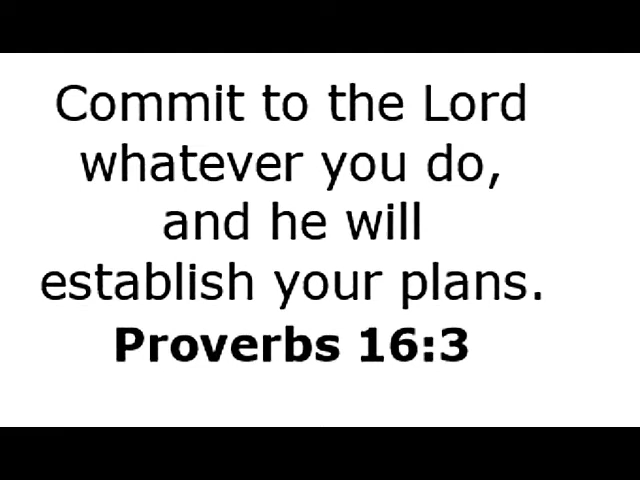 Commit to the Lord
whatever you do,
and he will
establish your plans.
Proverbs 16:3